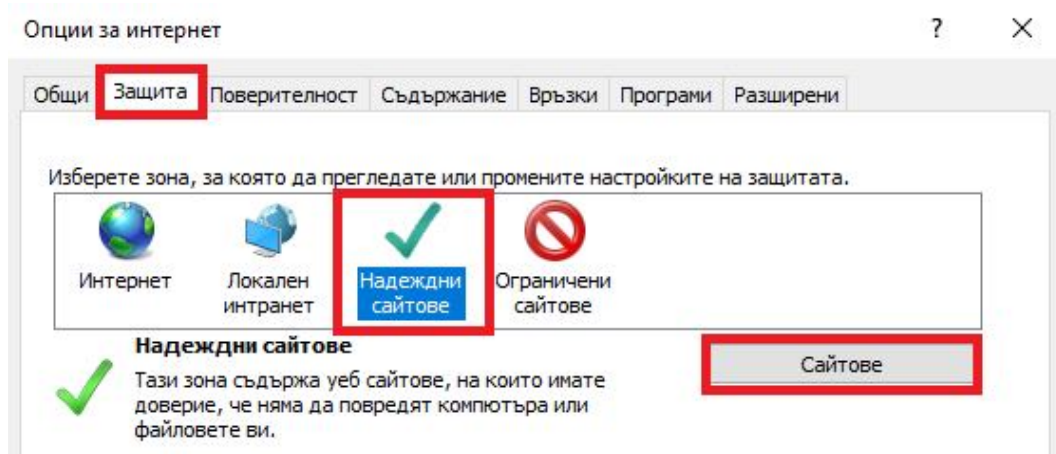 Опции за интернет ? ×
Общи Защита Поверителност Съдържание Връзки Програми Разширени
Изберете зона, за която да прегледате или промените настройките на защитата.
Интернет Локален интранет Надеждни сайтове Ограничени сайтове
Надеждни сайтове
Сайтове
Тази зона съдържа уеб сайтове, на които имате
доверие, че няма да повредят компютъра или
файловете ви.